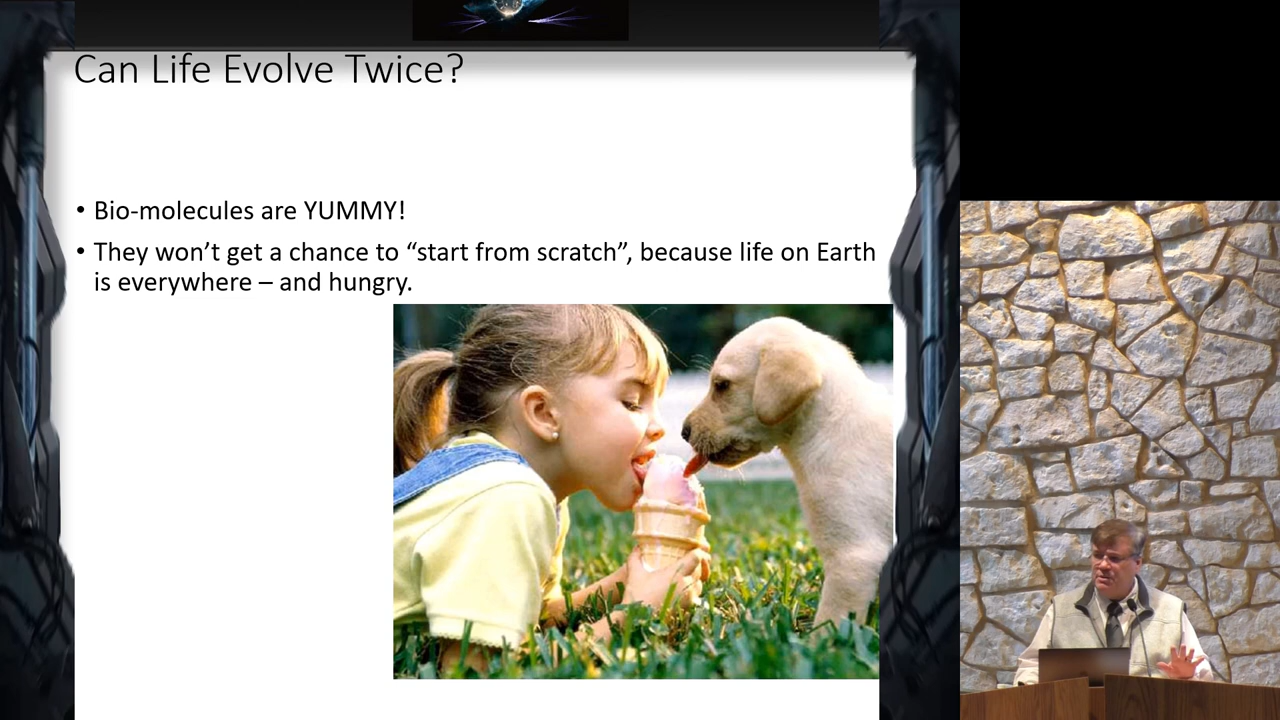 Can Life Evolve Twice?
• Bio-molecules are YUMMY!
• They won’t get a chance to “start from scratch”, because life on Earth
is everywhere – and hungry.